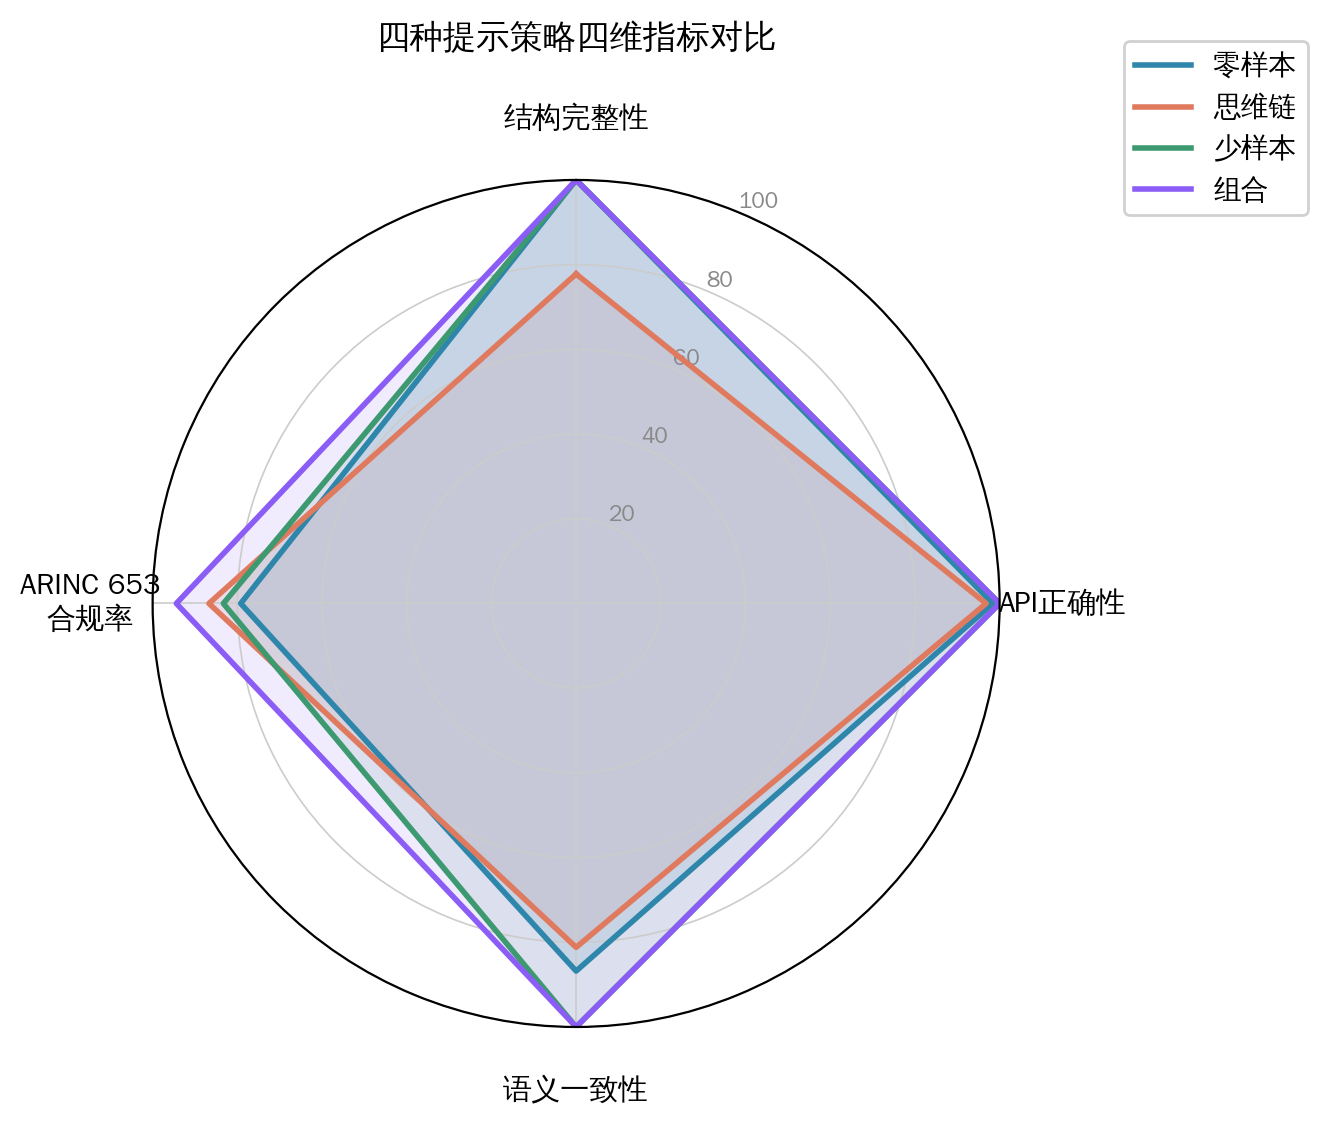 四种提示策略四维指标对比
零样本
思维链
少样本
组合
结构完整性
100
80
60
40
20
ARINC 653
合规率
API正确性
语义一致性